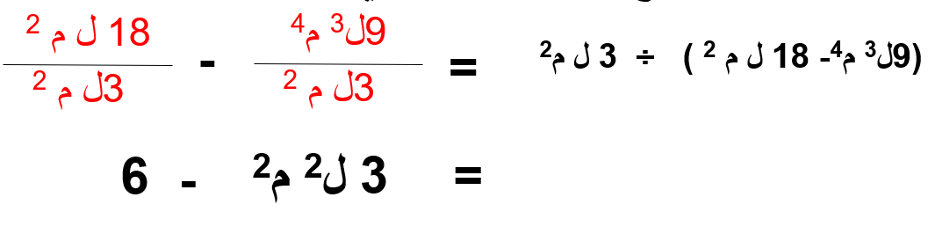 (9ل³ م⁴- 18 ل م ²) ÷ 3 ل م² = 9ل³ م⁴ / 3ل م ² - 18 ل م ² / 3ل م ²
= 3 ل² م² - 6